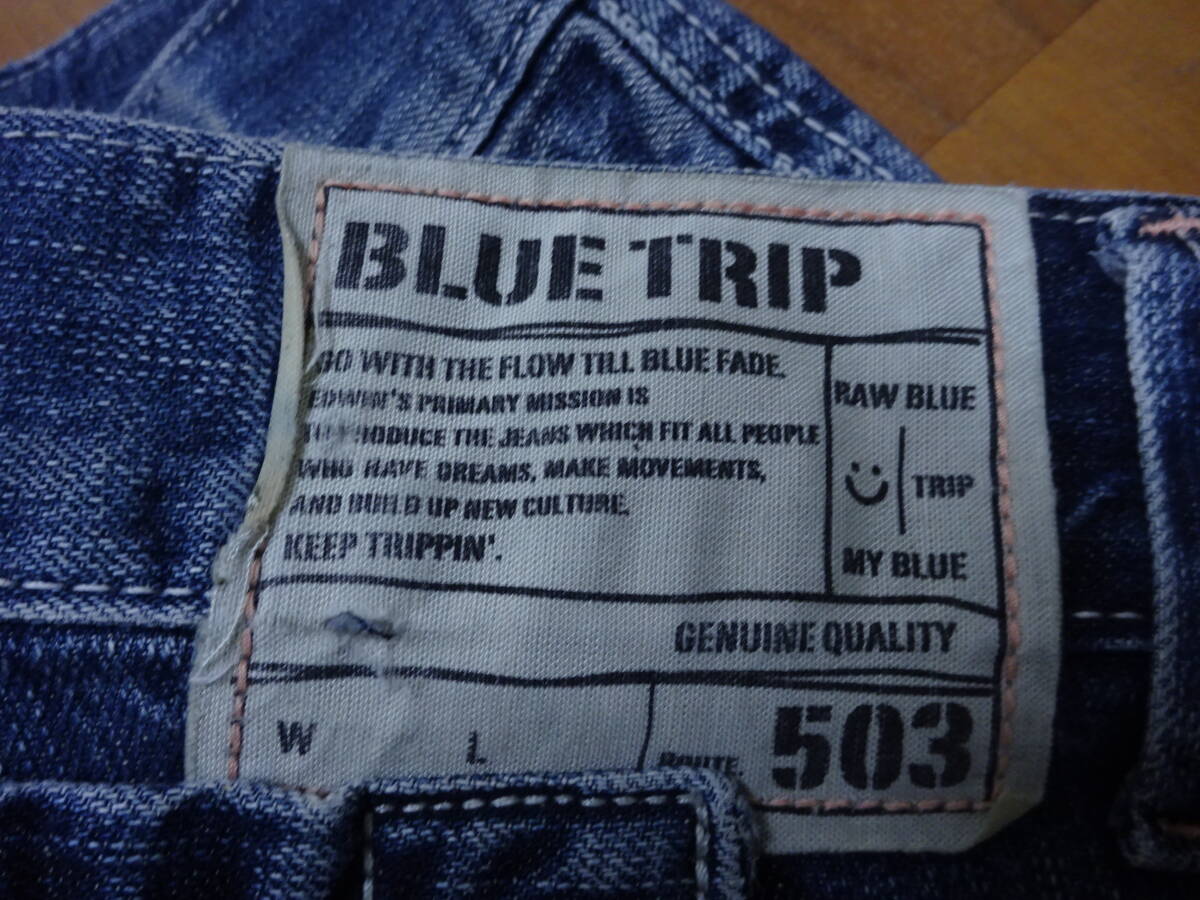 BLUE TRIP
GO WITH THE FLOW TILL BLUE FADE.
EDWIN'S PRIMARY MISSION IS
TO PRODUCE THE JEANS WHICH FIT ALL PEOPLE
WHO HAVE DREAMS, MAKE MOVEMENTS,
AND BUILD UP NEW CULTURE.
KEEP TRIPPIN'.
RAW BLUE
TRIP
MY BLUE
GENUINE QUALITY
W L
ROUTE. 503